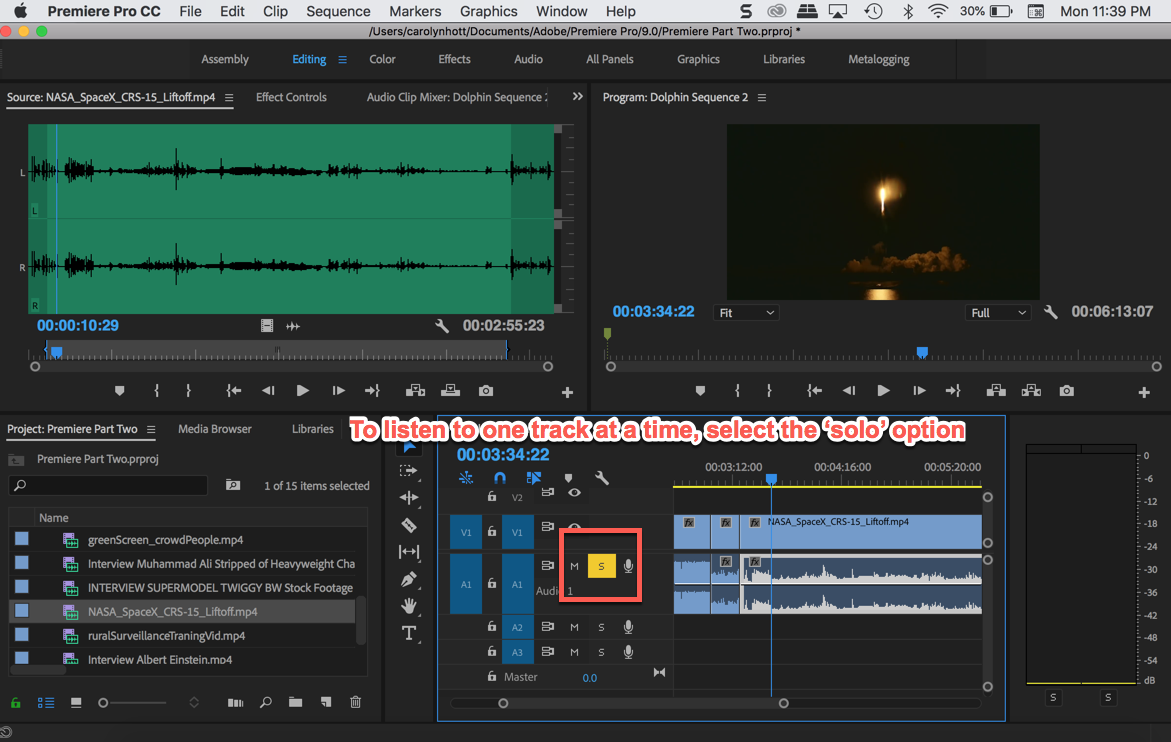 Premiere Pro CC File Edit Clip Sequence Markers Graphics Window Help 30% Mon 11:39 PM
/Users/carolynhott/Documents/Adobe/Premiere Pro/9.0/Premiere Part Two.prproj *
Assembly Editing Color Effects Audio All Panels Graphics Libraries Metalogging
Source: NASA_SpaceX_CRS-15_Liftoff.mp4 Effect Controls Audio Clip Mixer: Dolphin Sequence 2
Program: Dolphin Sequence 2
L
L
R
R
00:00:10:29 00:02:55:23
00:03:34:22 Fit Full 00:06:13:07
To listen to one track at a time, select the ‘solo’ option
Project: Premiere Part Two Media Browser Libraries
Premiere Part Two.prproj
1 of 15 items selected
Name
greenScreen_crowdPeople.mp4
Interview Muhammad Ali Stripped of Heavyweight Cha
INTERVIEW SUPERMODEL TWIGGY BW Stock Footage
NASA_SpaceX_CRS-15_Liftoff.mp4
ruralSurveillanceTraningVid.mp4
Interview Albert Einstein.mp4
00:03:34:22
00:03:12:00 00:04:16:00 00:05:20:00
V2
V1 V1 fx fx fx NASA_SpaceX_CRS-15_Liftoff.mp4
A1 A1 M S fx fx
Audi 1
A2 M S
A3 M S
Master 0.0
0
-6
-12
-18
-24
-30
-36
-42
-48
-54
dB
S S